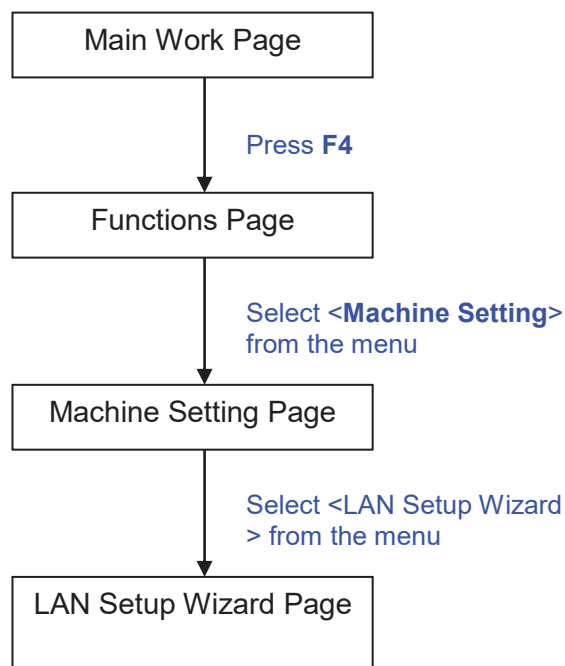 Main Work Page
Press F4
Functions Page
Select <Machine Setting>
from the menu
Machine Setting Page
Select <LAN Setup Wizard
> from the menu
LAN Setup Wizard Page